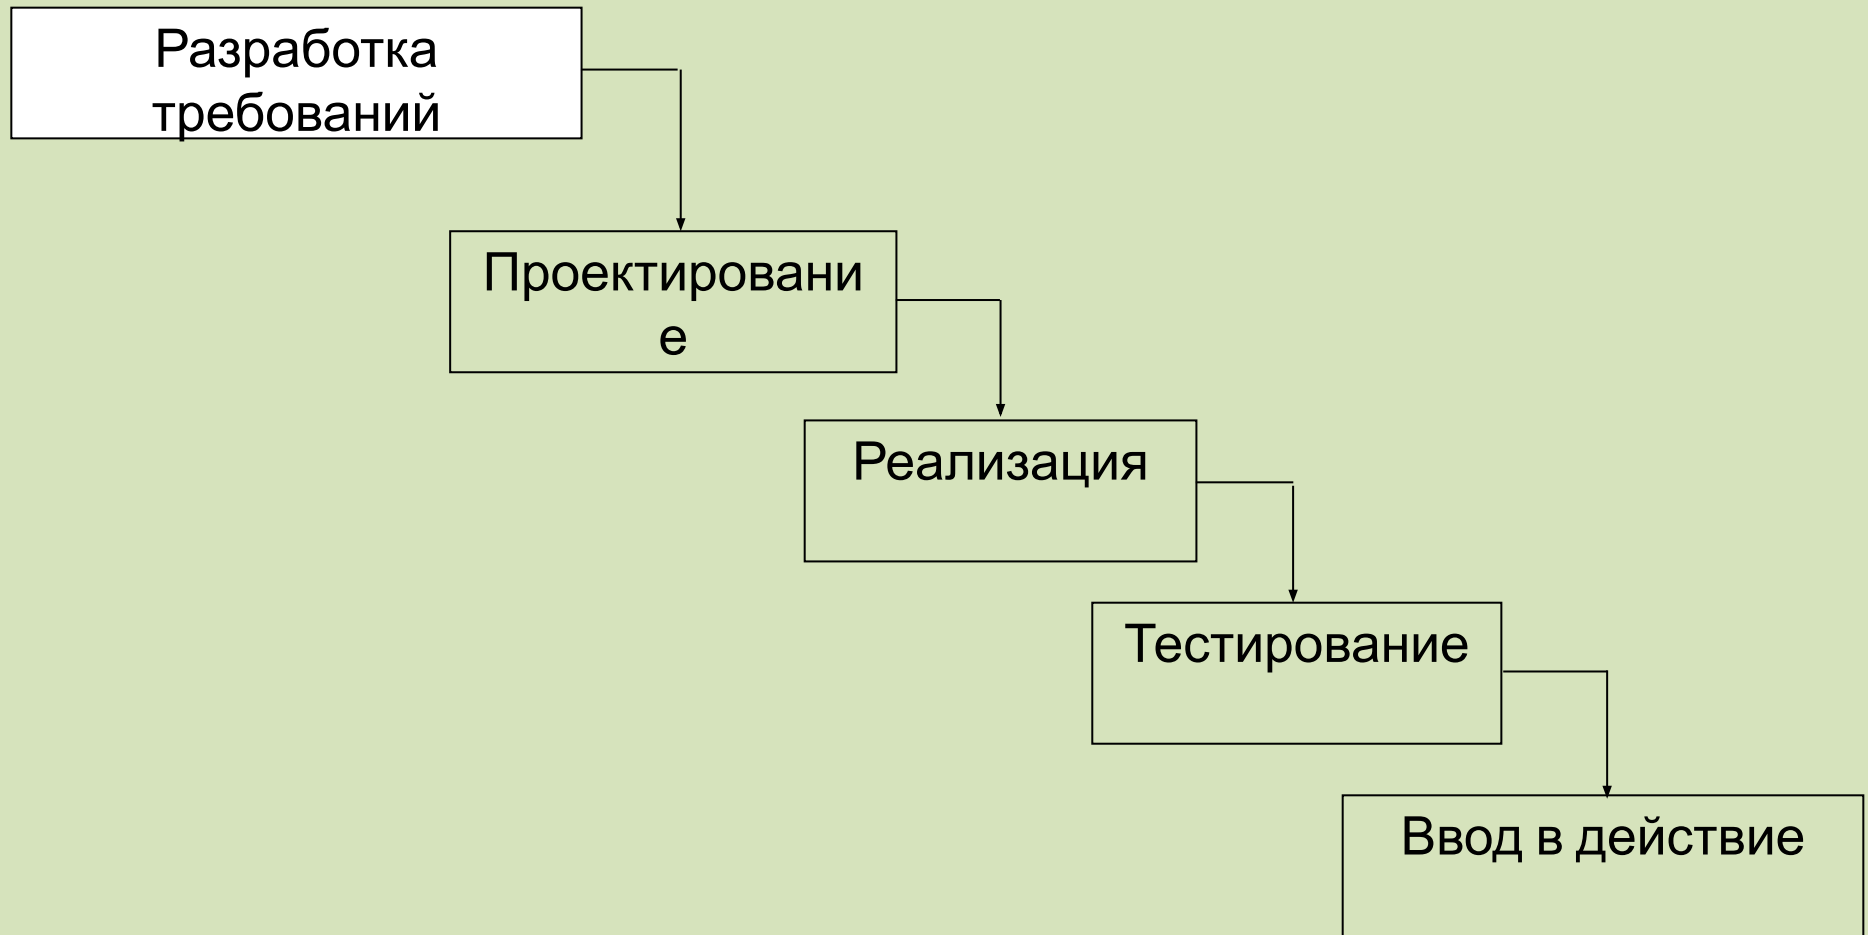 Разработка
требований
Проектировани
е
Реализация
Тестирование
Ввод в действие